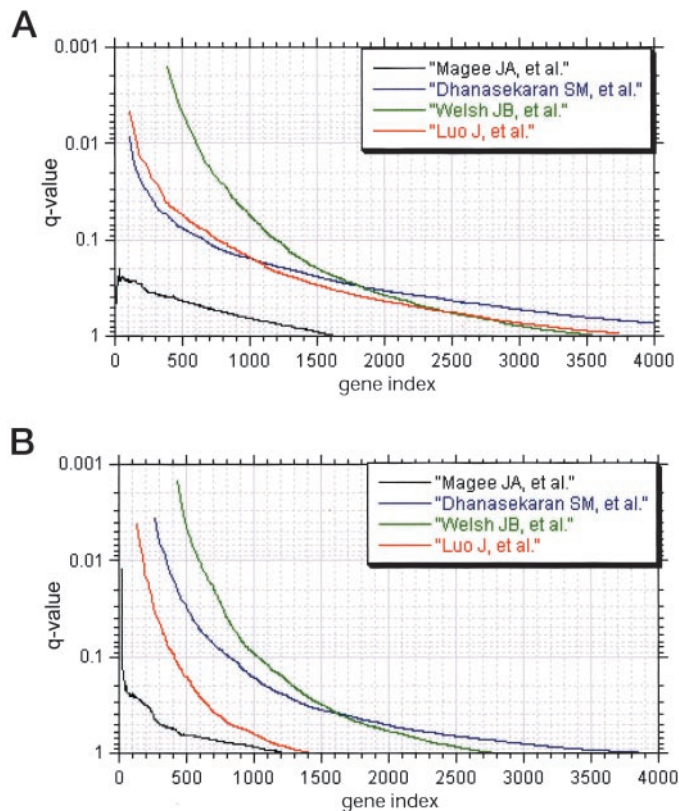 A
0.001
0.01
0.1
1
q-value
"Magee JA, et al."
"Dhanasekaran SM, et al."
"Welsh JB, et al."
"Luo J, et al."
0 500 1000 1500 2000 2500 3000 3500 4000
gene index
B
0.001
0.01
0.1
1
q-value
"Magee JA, et al."
"Dhanasekaran SM, et al."
"Welsh JB, et al."
"Luo J, et al."
0 500 1000 1500 2000 2500 3000 3500 4000
gene index